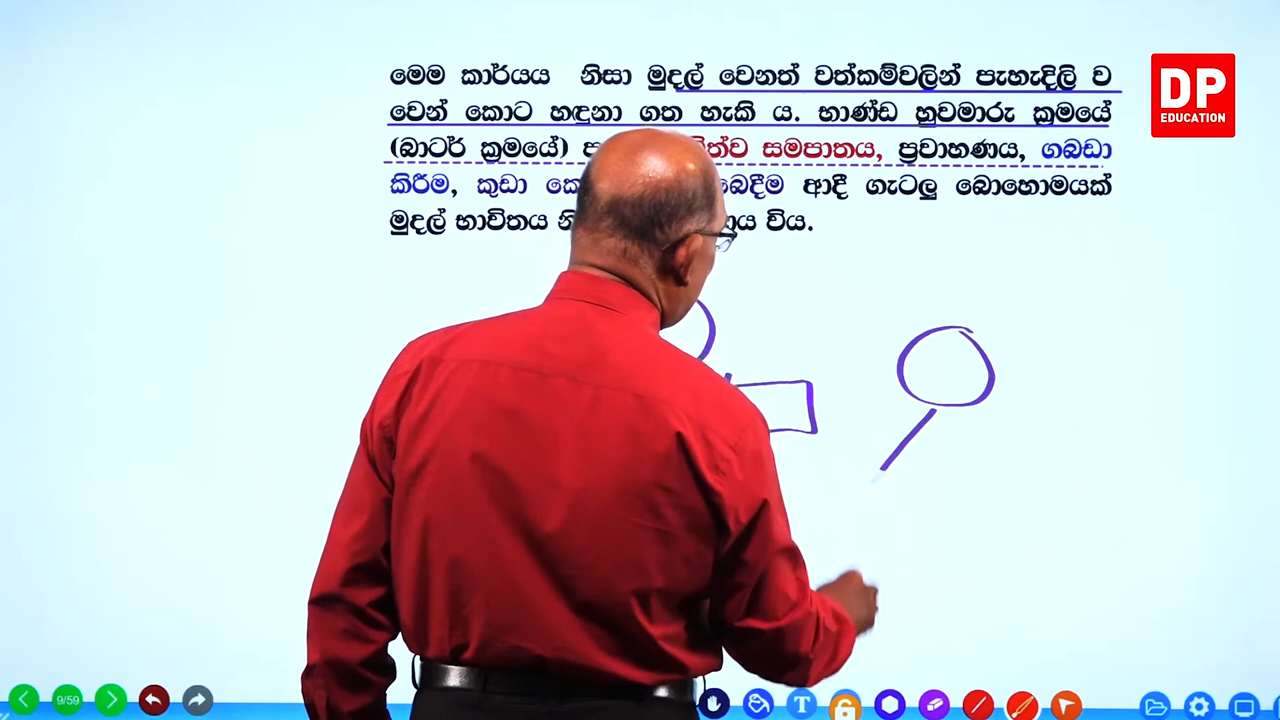 මෙම කාර්යය නිසා මුදල් වෙනත් වත්කම්වලින් පැහැදිලි ව
වෙන් කොට හඳුනා ගත හැකි ය. භාණ්ඩ හුවමාරු ක්‍රමයේ
(බාටර් ක්‍රමයේ) සමපාතය, ප්‍රවාහණය, ගබඩා
කිරීම, කුඩා බෙදීම ආදී ගැටලු බොහොමයක්
මුදල් භාවිතය විය.
DP
EDUCATION
9/59
T